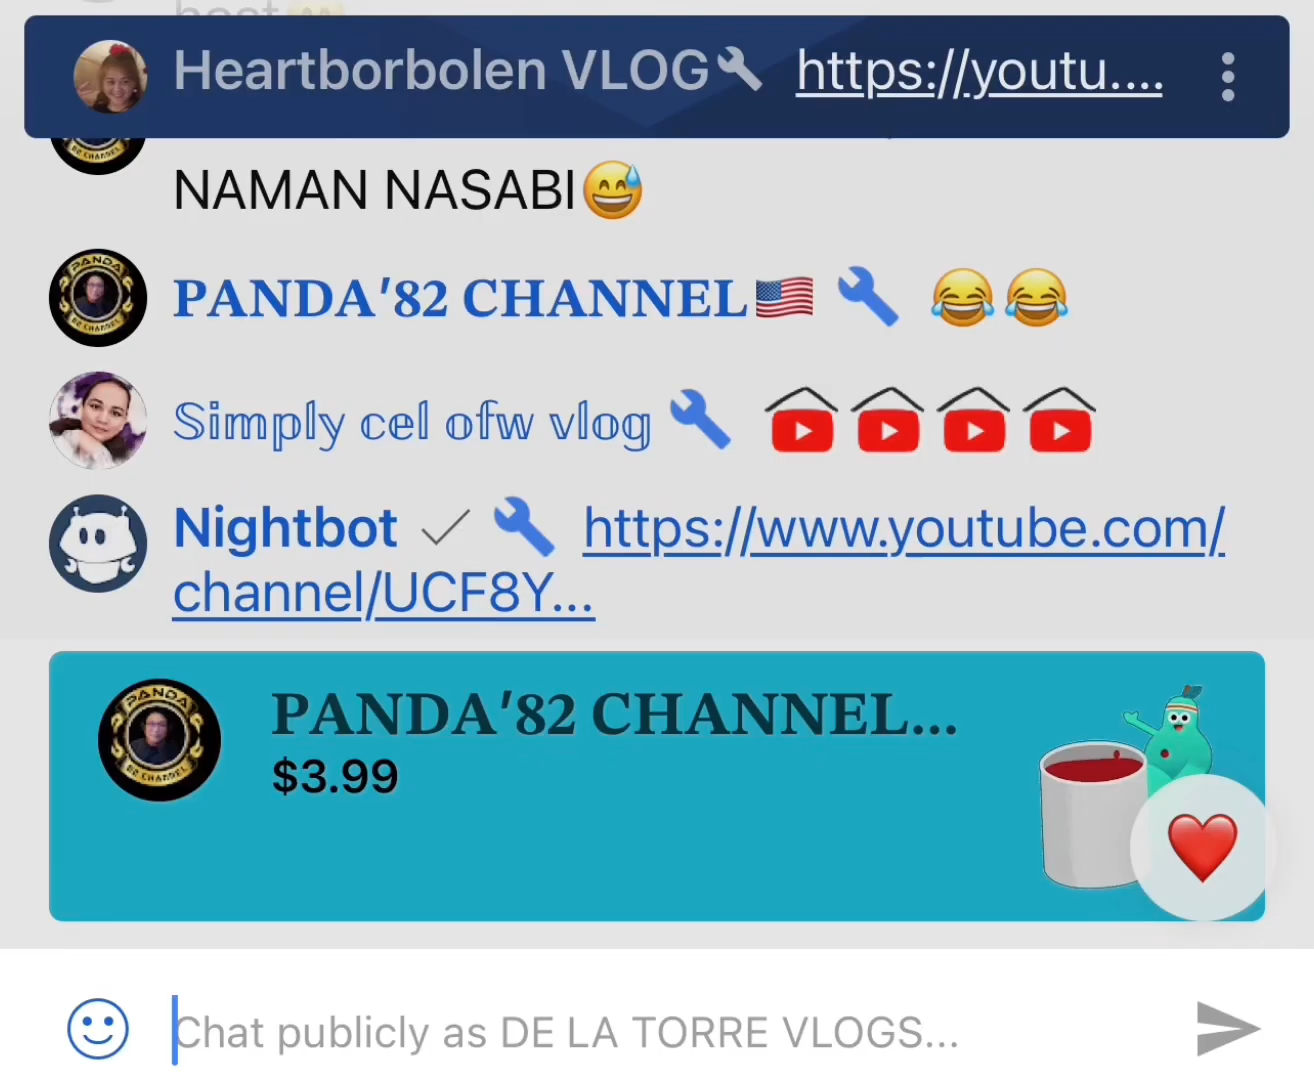 Heartborbolen VLOG https://youtu....
NAMAN NASABI😅
PANDA'82 CHANNEL🇺🇸 😂😂
Simply cel ofw vlog
Nightbot https://www.youtube.com/
channel/UCF8Y...
PANDA'82 CHANNEL...
$3.99
Chat publicly as DE LA TORRE VLOGS...